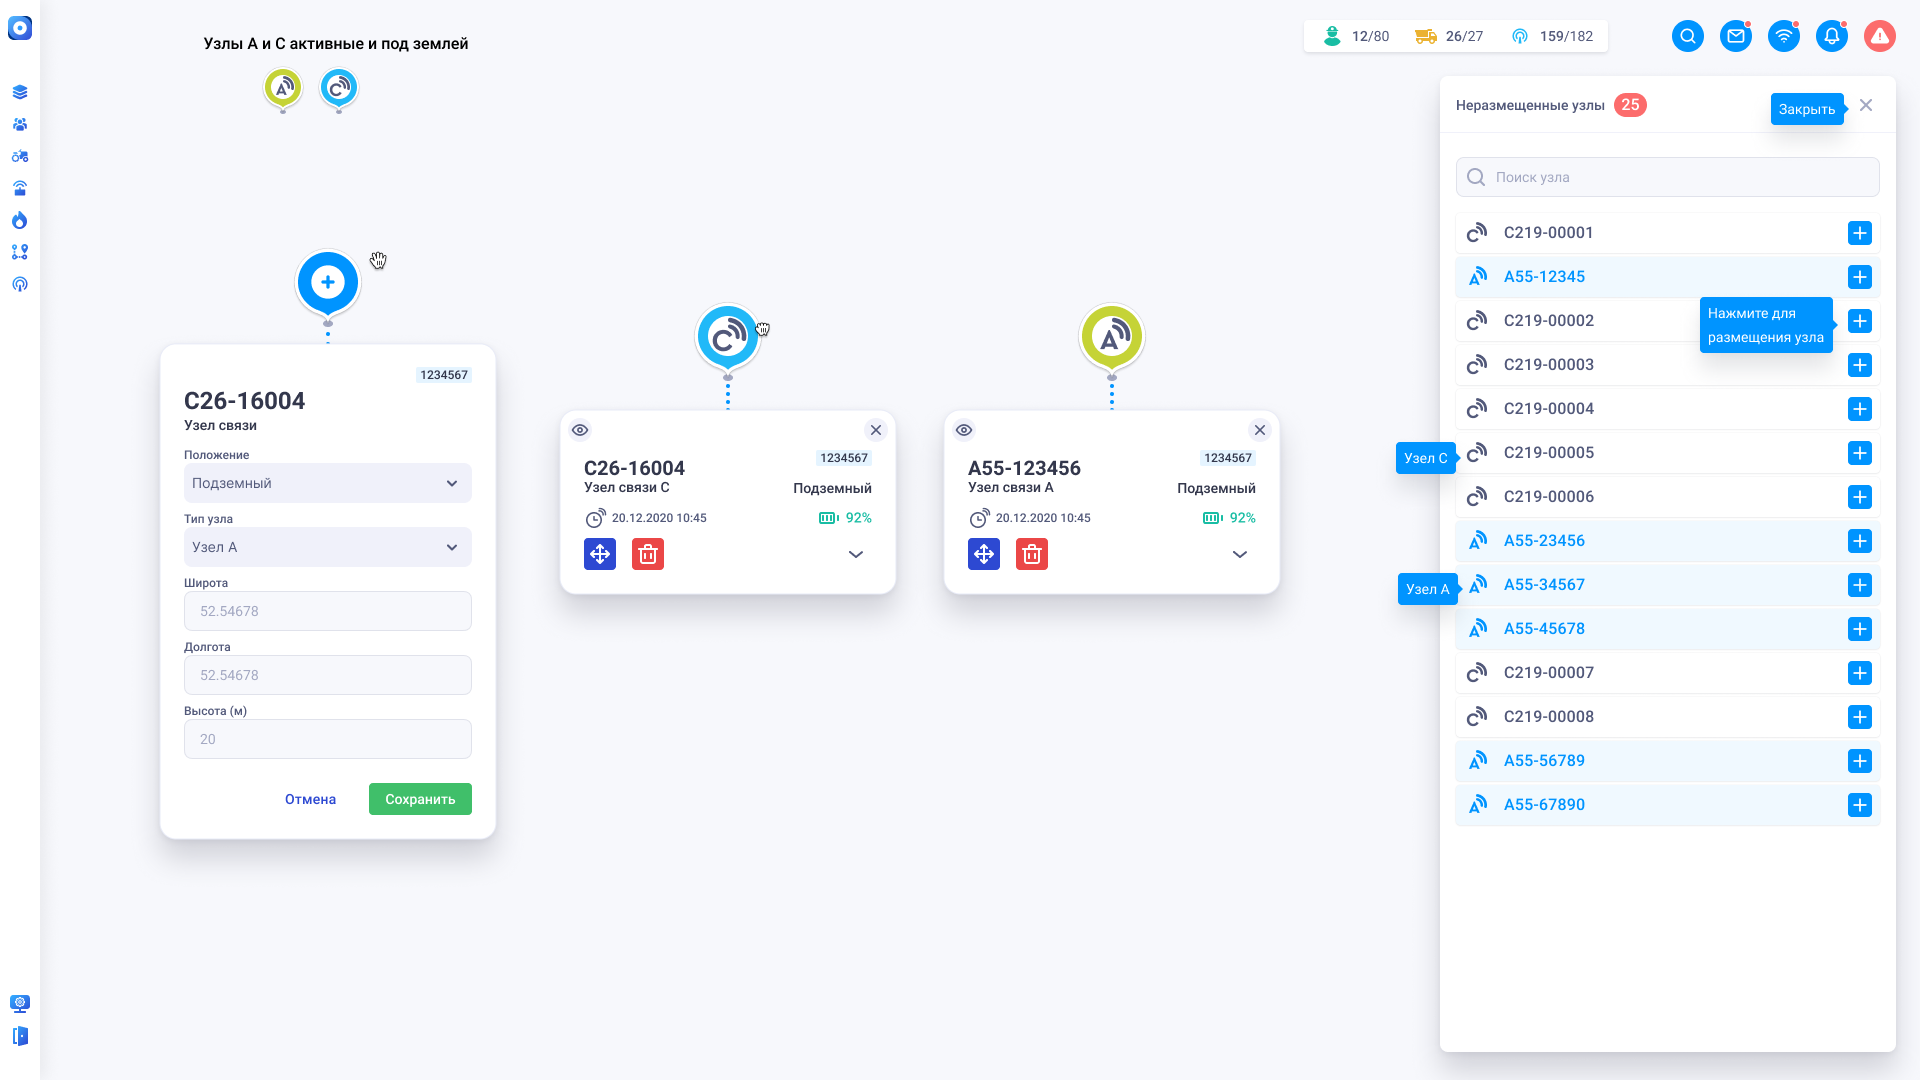 Узлы А и С активные и под землей
12/80
26/27
159/182
1234567
C26-16004
Узел связи
Положение
Подземный
Тип узла
Узел А
Широта
52.54678
Долгота
52.54678
Высота (м)
20
Отмена
Сохранить
1234567
C26-16004
Узел связи С
Подземный
20.12.2020 10:45
92%
1234567
A55-123456
Узел связи А
Подземный
20.12.2020 10:45
92%
Неразмещенные узлы 25
Закрыть
Поиск узла
C219-00001
A55-12345
C219-00002
Нажмите для
размещения узла
C219-00003
C219-00004
Узел С
C219-00005
C219-00006
A55-23456
Узел А
A55-34567
A55-45678
C219-00007
C219-00008
A55-56789
A55-67890